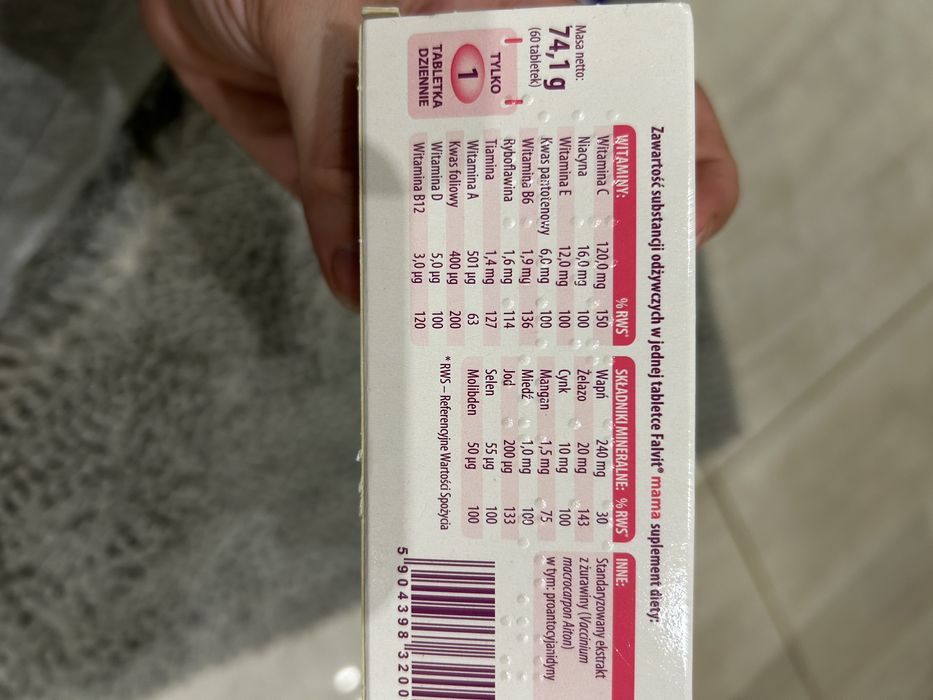 Zawartość substancji odżywczych w jednej tabletce Falvit® mama suplement diety:
Masa netto:
74,1 g
(60 tabletek)
TYLKO
1
TABLETKA
DZIENNIE
WITAMINY: % RWS*
Witamina C 120,0 mg 150
Niacyna 16,0 mg 100
Witamina E 12,0 mg 100
Kwas pantotenowy 6,0 mg 100
Witamina B6 1,9 mg 136
Ryboflawina 1,6 mg 114
Tiamina 1,4 mg 127
Witamina A 501 µg 63
Kwas foliowy 400 µg 200
Witamina D 5,0 µg 100
Witamina B12 3,0 µg 120
SKŁADNIKI MINERALNE: % RWS*
Wapń 240 mg 30
Żelazo 20 mg 143
Cynk 10 mg 100
Mangan 1,5 mg 75
Miedź 1,0 mg 100
Jod 200 µg 133
Selen 55 µg 100
Molibden 50 µg 100
* RWS – Referencyjne Wartości Spożycia
INNE:
Standaryzowany ekstrakt
z żurawiny (Vaccinium
macrocarpon Aiton)
w tym: proantocyjanidyny
5 904398 3200